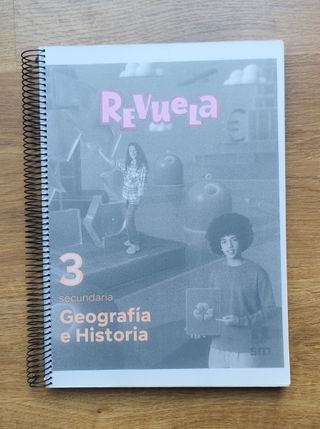 REVUELA
3
secundaria
Geografía
e Historia
sm